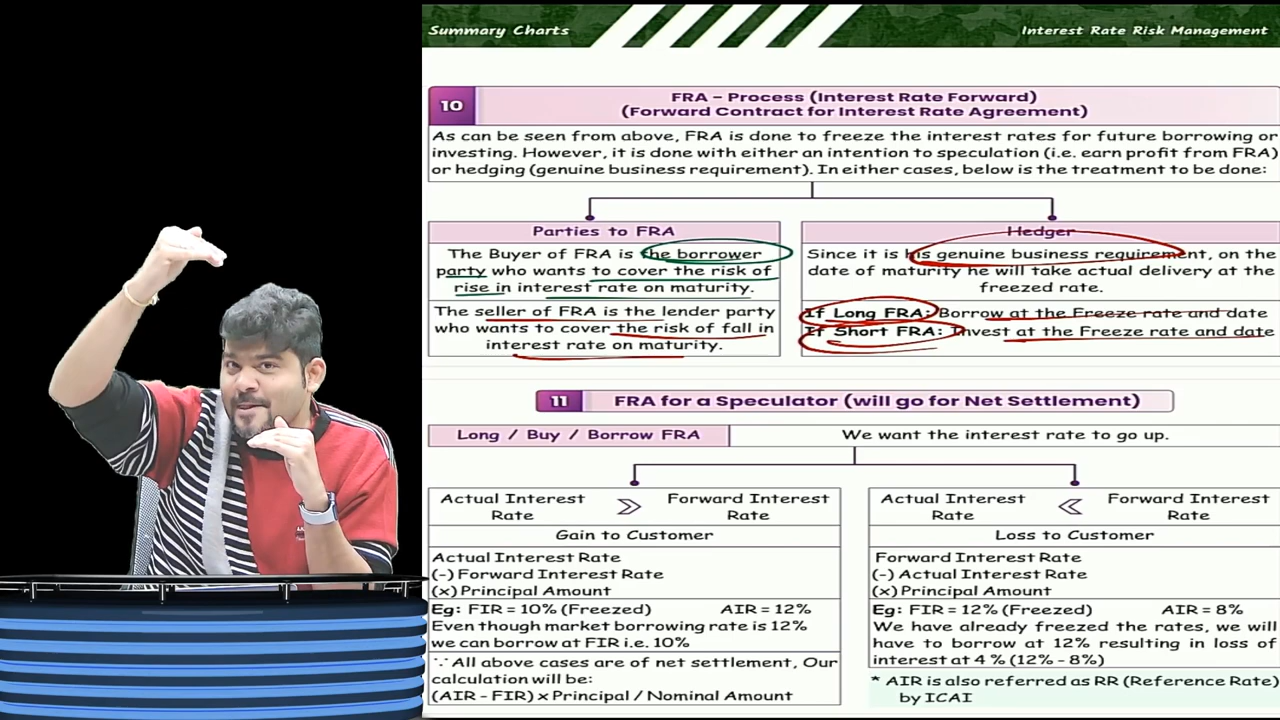 Summary Charts
Interest Rate Risk Management
10
FRA – Process (Interest Rate Forward)
(Forward Contract for Interest Rate Agreement)
As can be seen from above, FRA is done to freeze the interest rates for future borrowing or
investing. However, it is done with either an intention to speculation (i.e. earn profit from FRA)
or hedging (genuine business requirement). In either cases, below is the treatment to be done:
Parties to FRA
The Buyer of FRA is the borrower
party who wants to cover the risk of
rise in interest rate on maturity.
The seller of FRA is the lender party
who wants to cover the risk of fall in
interest rate on maturity.
Hedger
Since it is his genuine business requirement, on the
date of maturity he will take actual delivery at the
freezed rate.
If Long FRA: Borrow at the Freeze rate and date
If Short FRA: Invest at the Freeze rate and date
11
FRA for a Speculator (will go for Net Settlement)
Long / Buy / Borrow FRA
We want the interest rate to go up.
Actual Interest Rate > Forward Interest Rate
Gain to Customer
Actual Interest Rate
(-) Forward Interest Rate
(x) Principal Amount
Eg: FIR = 10% (Freezed) AIR = 12%
Even though market borrowing rate is 12%
we can borrow at FIR i.e. 10%
∵ All above cases are of net settlement, Our
calculation will be:
(AIR - FIR) x Principal / Nominal Amount
Actual Interest Rate < Forward Interest Rate
Loss to Customer
Forward Interest Rate
(-) Actual Interest Rate
(x) Principal Amount
Eg: FIR = 12% (Freezed) AIR = 8%
We have already freezed the rates, we will
have to borrow at 12% resulting in loss of
interest at 4 % (12% - 8%)
* AIR is also referred as RR (Reference Rate)
by ICAI